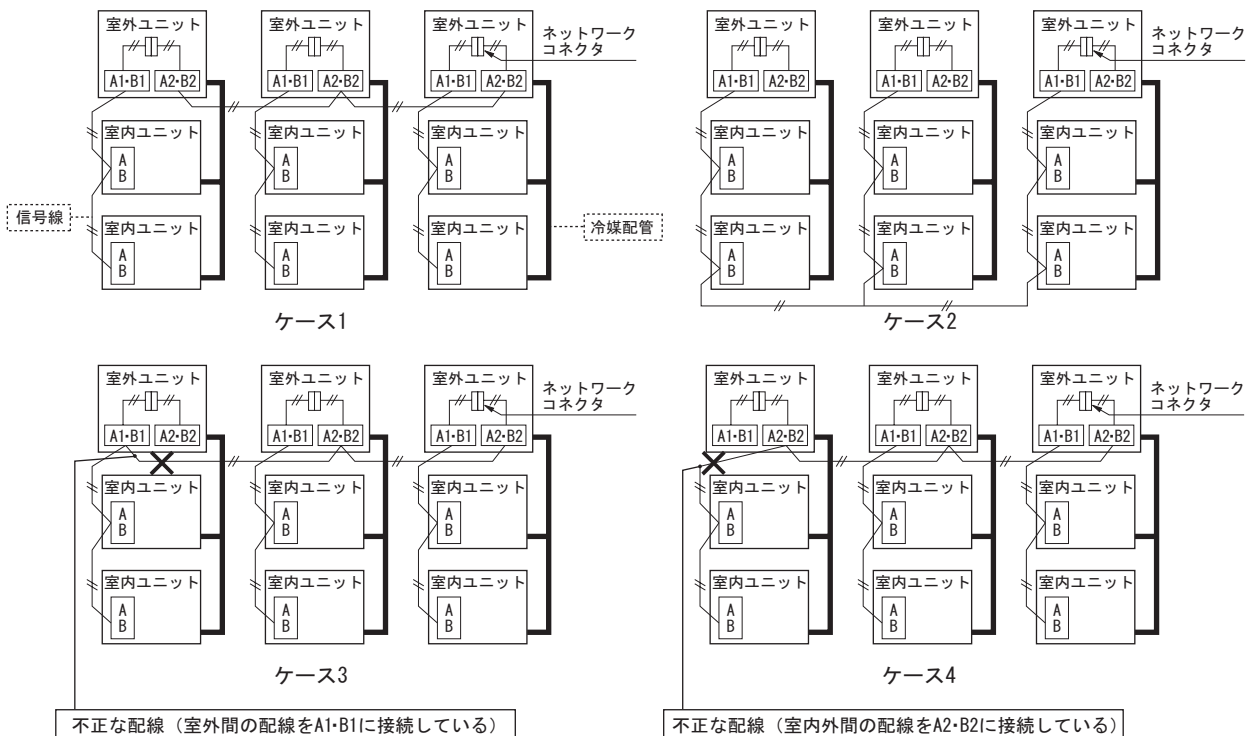 室外ユニット 室外ユニット 室外ユニット ネットワーク
コネクタ
A1・B1 A2・B2 A1・B1 A2・B2 A1・B1 A2・B2
室内ユニット 室内ユニット 室内ユニット
A A A
B B B
信号線
冷媒配管
室内ユニット 室内ユニット 室内ユニット
A A A
B B B
ケース1
室外ユニット 室外ユニット 室外ユニット ネットワーク
コネクタ
A1・B1 A2・B2 A1・B1 A2・B2 A1・B1 A2・B2
室内ユニット 室内ユニット 室内ユニット
A A A
B B B
室内ユニット 室内ユニット 室内ユニット
A A A
B B B
ケース2
室外ユニット 室外ユニット 室外ユニット ネットワーク
コネクタ
A1・B1 A2・B2 A1・B1 A2・B2 A1・B1 A2・B2
室内ユニット 室内ユニット 室内ユニット
A A A
B B B
室内ユニット 室内ユニット 室内ユニット
A A A
B B B
ケース3
不正な配線（室外間の配線をA1・B1に接続している）
室外ユニット 室外ユニット 室外ユニット ネットワーク
コネクタ
A1・B1 A2・B2 A1・B1 A2・B2 A1・B1 A2・B2
室内ユニット 室内ユニット 室内ユニット
A A A
B B B
室内ユニット 室内ユニット 室内ユニット
A A A
B B B
ケース4
不正な配線（室内外間の配線をA2・B2に接続している）